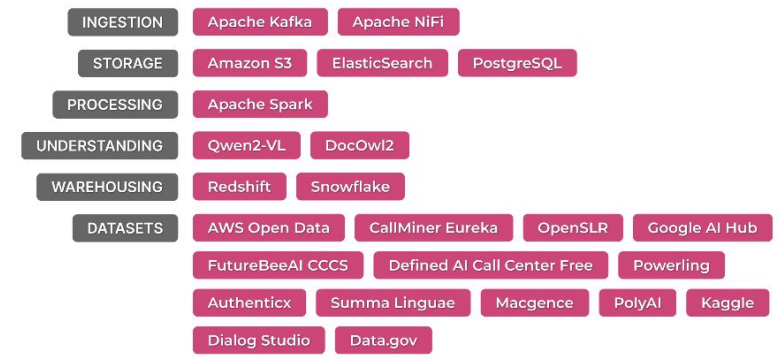 INGESTION Apache Kafka Apache NiFi
STORAGE Amazon S3 ElasticSearch PostgreSQL
PROCESSING Apache Spark
UNDERSTANDING Qwen2-VL DocOwl2
WAREHOUSING Redshift Snowflake
DATASETS AWS Open Data CallMiner Eureka OpenSLR Google AI Hub
FutureBeeAI CCCS Defined AI Call Center Free Powerling
Authenticx Summa Linguae Macgence PolyAI Kaggle
Dialog Studio Data.gov